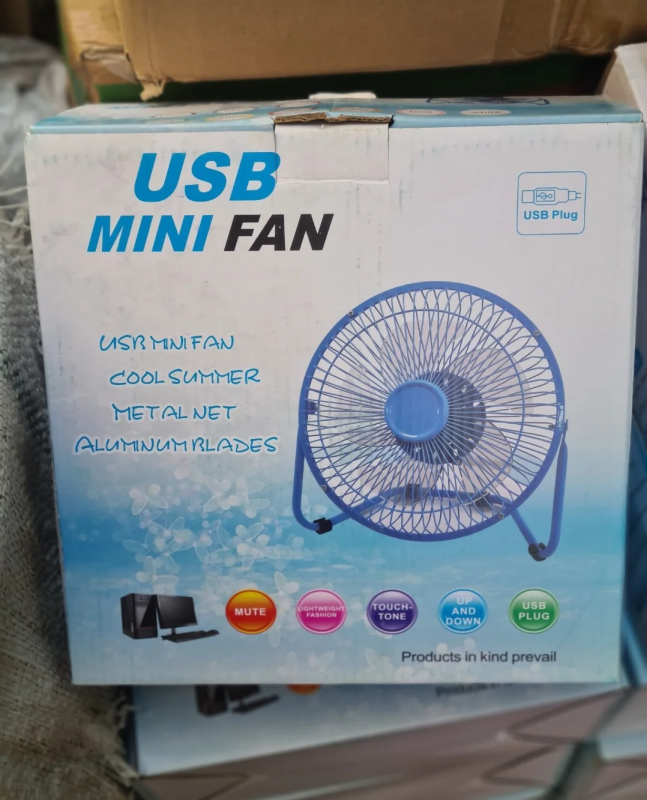 USB
MINI FAN
USB Plug
USB MINI FAN
COOL SUMMER
METAL NET
ALUMINUM BLADES
MUTE
LIGHTWEIGHT
FASHION
TOUCH-
TONE
UP
AND
DOWN
USB
PLUG
Products in kind prevail